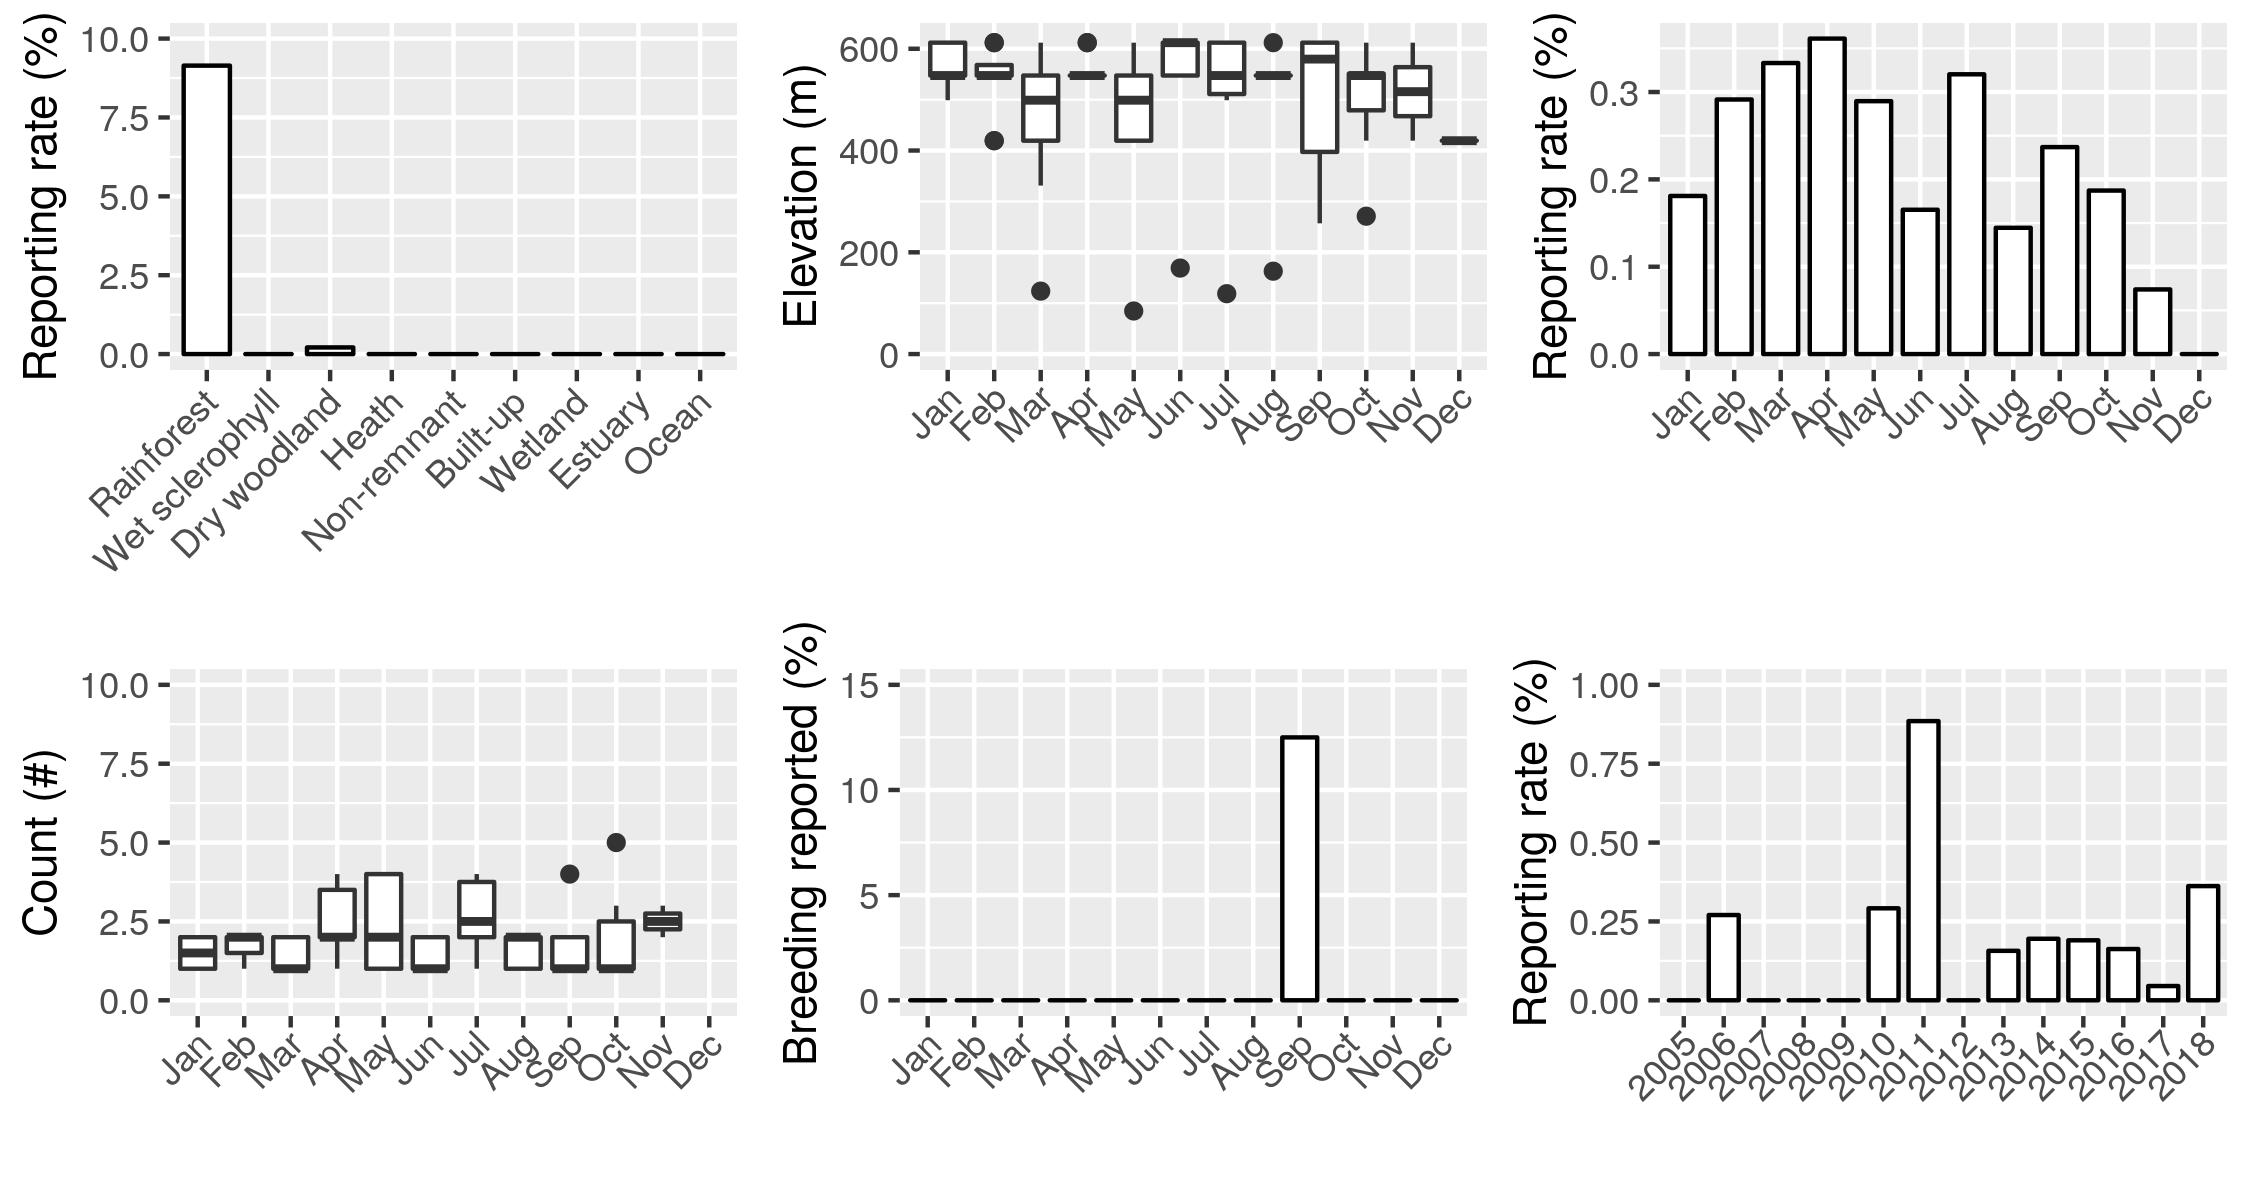 Reporting rate (%)
10.0
7.5
5.0
2.5
0.0
Rainforest
Wet sclerophyll
Dry woodland
Heath
Non-remnant
Built-up
Wetland
Estuary
Ocean
Elevation (m)
600
400
200
0
Jan
Feb
Mar
Apr
May
Jun
Jul
Aug
Sep
Oct
Nov
Dec
Reporting rate (%)
0.3
0.2
0.1
0.0
Jan
Feb
Mar
Apr
May
Jun
Jul
Aug
Sep
Oct
Nov
Dec
Count (#)
10.0
7.5
5.0
2.5
0.0
Jan
Feb
Mar
Apr
May
Jun
Jul
Aug
Sep
Oct
Nov
Dec
Breeding reported (%)
15
10
5
0
Jan
Feb
Mar
Apr
May
Jun
Jul
Aug
Sep
Oct
Nov
Dec
Reporting rate (%)
1.00
0.75
0.50
0.25
0.00
2005
2006
2007
2008
2009
2010
2011
2012
2013
2014
2015
2016
2017
2018